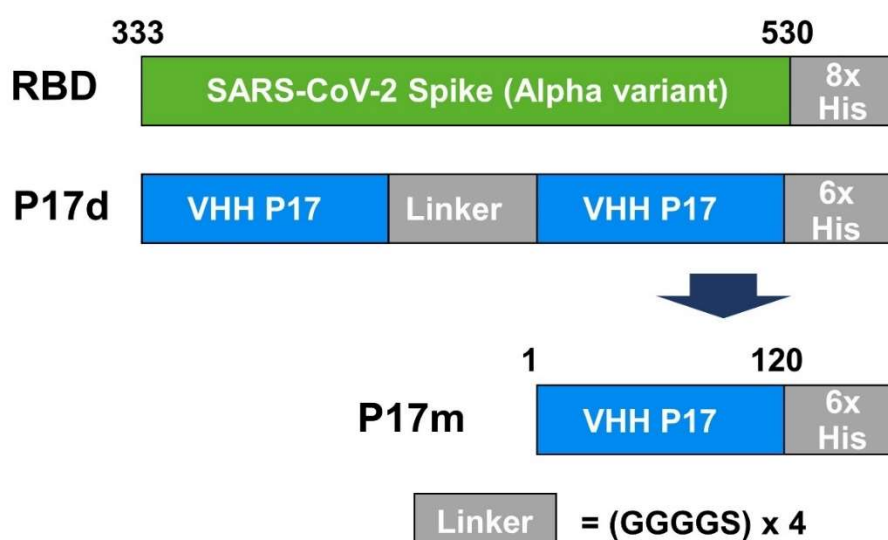 333 530
RBD SARS-CoV-2 Spike (Alpha variant) 8x
His
P17d VHH P17 Linker VHH P17 6x
His
1 120
P17m VHH P17 6x
His
Linker = (GGGGS) x 4